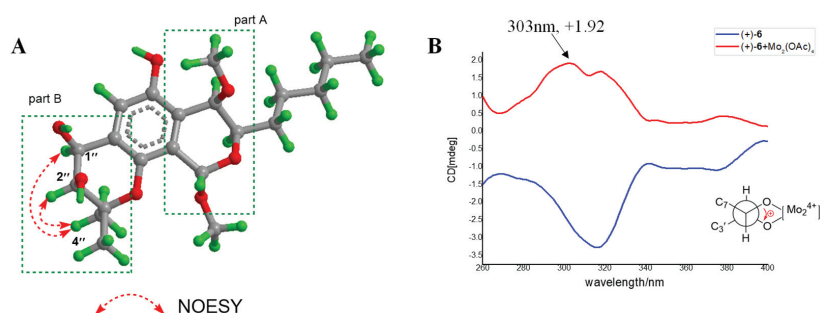 A
part A
part B
1''
2''
4''
NOESY
B
303nm, +1.92
(+)-6
(+)-6+Mo₂(OAc)₄
CD[mdeg]
2.0
1.5
1.0
0.5
0.0
-0.5
-1.0
-1.5
-2.0
-2.5
-3.0
-3.5
260 280 300 320 340 360 380 400
wavelength/nm
H
C₇ O
[Mo₂⁴⁺]
C₃' O
H